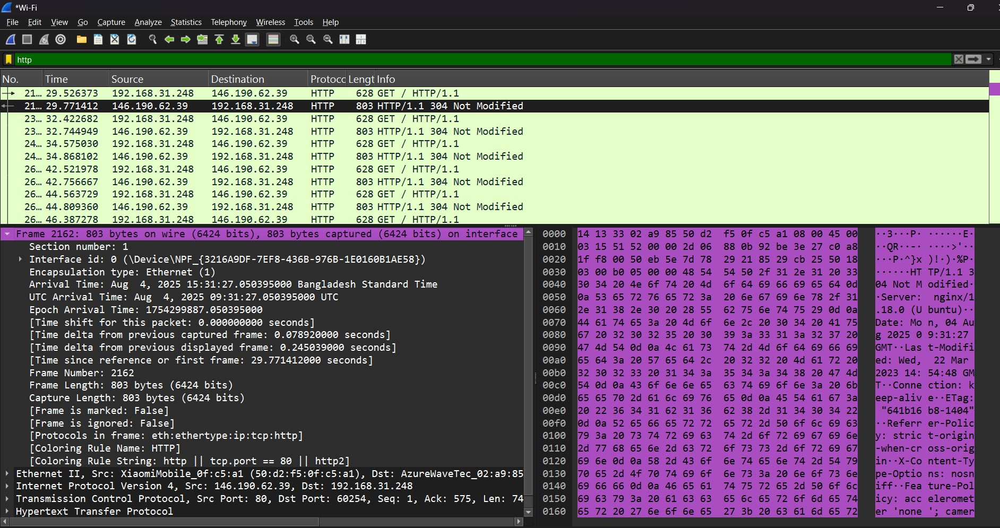 *Wi-Fi
File Edit View Go Capture Analyze Statistics Telephony Wireless Tools Help
http
No. Time Source Destination Protocc Lengt Info
21… 29.526373 192.168.31.248 146.190.62.39 HTTP 628 GET / HTTP/1.1
21… 29.771412 146.190.62.39 192.168.31.248 HTTP 803 HTTP/1.1 304 Not Modified
23… 32.422682 192.168.31.248 146.190.62.39 HTTP 628 GET / HTTP/1.1
23… 32.744949 146.190.62.39 192.168.31.248 HTTP 803 HTTP/1.1 304 Not Modified
24… 34.575030 192.168.31.248 146.190.62.39 HTTP 628 GET / HTTP/1.1
24… 34.868102 146.190.62.39 192.168.31.248 HTTP 803 HTTP/1.1 304 Not Modified
26… 42.521978 192.168.31.248 146.190.62.39 HTTP 628 GET / HTTP/1.1
26… 42.756667 146.190.62.39 192.168.31.248 HTTP 803 HTTP/1.1 304 Not Modified
26… 44.563729 192.168.31.248 146.190.62.39 HTTP 628 GET / HTTP/1.1
26… 44.809360 146.190.62.39 192.168.31.248 HTTP 803 HTTP/1.1 304 Not Modified
26… 46.387278 192.168.31.248 146.190.62.39 HTTP 628 GET / HTTP/1.1
Frame 2162: 803 bytes on wire (6424 bits), 803 bytes captured (6424 bits) on interface
Section number: 1
Interface id: 0 (\Device\NPF_{3216A9DF-7EF8-436B-976B-1E0160B1AE58})
Encapsulation type: Ethernet (1)
Arrival Time: Aug  4, 2025 15:31:27.050395000 Bangladesh Standard Time
UTC Arrival Time: Aug  4, 2025 09:31:27.050395000 UTC
Epoch Arrival Time: 1754299887.050395000
[Time shift for this packet: 0.000000000 seconds]
[Time delta from previous captured frame: 0.078920000 seconds]
[Time delta from previous displayed frame: 0.245039000 seconds]
[Time since reference or first frame: 29.771412000 seconds]
Frame Number: 2162
Frame Length: 803 bytes (6424 bits)
Capture Length: 803 bytes (6424 bits)
[Frame is marked: False]
[Frame is ignored: False]
[Protocols in frame: eth:ethertype:ip:tcp:http]
[Coloring Rule Name: HTTP]
[Coloring Rule String: http || tcp.port == 80 || http2]
Ethernet II, Src: XiaomiMobile_0f:c5:a1 (50:d2:f5:0f:c5:a1), Dst: AzureWaveTec_02:a9:85
Internet Protocol Version 4, Src: 146.190.62.39, Dst: 192.168.31.248
Transmission Control Protocol, Src Port: 80, Dst Port: 60254, Seq: 1, Ack: 575, Len: 74
Hypertext Transfer Protocol
0000 14 13 33 02 a9 85 50 d2 f5 0f c5 a1 08 00 45 00 ··3···P· ······E·
0010 03 15 51 52 00 00 2d 06 88 0b 92 be 3e 27 c0 a8 ··QR··-· ····>'··
0020 1f f8 00 50 eb 5e 7d 78 29 21 85 29 cb 25 50 18 ···P·^}x )!·)·%P·
0030 03 00 b0 05 00 00 48 54 54 50 2f 31 2e 31 20 33 ······HT TP/1.1 3
0040 30 34 20 4e 6f 74 20 4d 6f 64 69 66 69 65 64 0d 04 Not M odified·
0050 0a 53 65 72 76 65 72 3a 20 6e 67 69 6e 78 2f 31 ·Server: nginx/1
0060 2e 31 38 2e 30 20 28 55 62 75 6e 74 75 29 0d 0a .18.0 (U buntu)··
0070 44 61 74 65 3a 20 4d 6f 6e 2c 20 30 34 20 41 75 Date: Mo n, 04 Au
0080 67 20 32 30 32 35 20 30 39 3a 33 31 3a 32 37 20 g 2025 0 9:31:27
0090 47 4d 54 0d 0a 4c 61 73 74 2d 4d 6f 64 69 66 69 GMT··Las t-Modifi
00a0 65 64 3a 20 57 65 64 2c 20 32 32 20 4d 61 72 20 ed: Wed, 22 Mar
00b0 32 30 32 33 20 31 34 3a 35 34 3a 34 38 20 47 4d 2023 14: 54:48 GM
00c0 54 0d 0a 43 6f 6e 6e 65 63 74 69 6f 6e 3a 20 6b T··Conne ction: k
00d0 65 65 70 2d 61 6c 69 76 65 0d 0a 45 54 61 67 3a eep-aliv e··ETag:
00e0 20 22 36 34 31 62 31 36 62 38 2d 31 34 30 34 22 "641b16 b8-1404"
00f0 0d 0a 52 65 66 65 72 72 65 72 2d 50 6f 6c 69 63 ··Referr er-Polic
0100 79 3a 20 73 74 72 69 63 74 2d 6f 72 69 67 69 6e y: stric t-origin
0110 2d 77 68 65 6e 2d 63 72 6f 73 73 2d 6f 72 69 67 -when-cr oss-orig
0120 69 6e 0d 0a 58 2d 43 6f 6e 74 65 6e 74 2d 54 79 in··X-Co ntent-Ty
0130 70 65 2d 4f 70 74 69 6f 6e 73 3a 20 6e 6f 73 6e pe-Optio ns: nosn
0140 69 66 66 0d 0a 46 65 61 74 75 72 65 2d 50 6f 6c iff··Fea ture-Pol
0150 69 63 79 3a 20 61 63 63 65 6c 65 72 6f 6d 65 74 icy: acc eleromet
0160 65 72 20 27 6e 6f 6e 65 27 3b 20 63 61 6d 65 72 er 'none '; camer